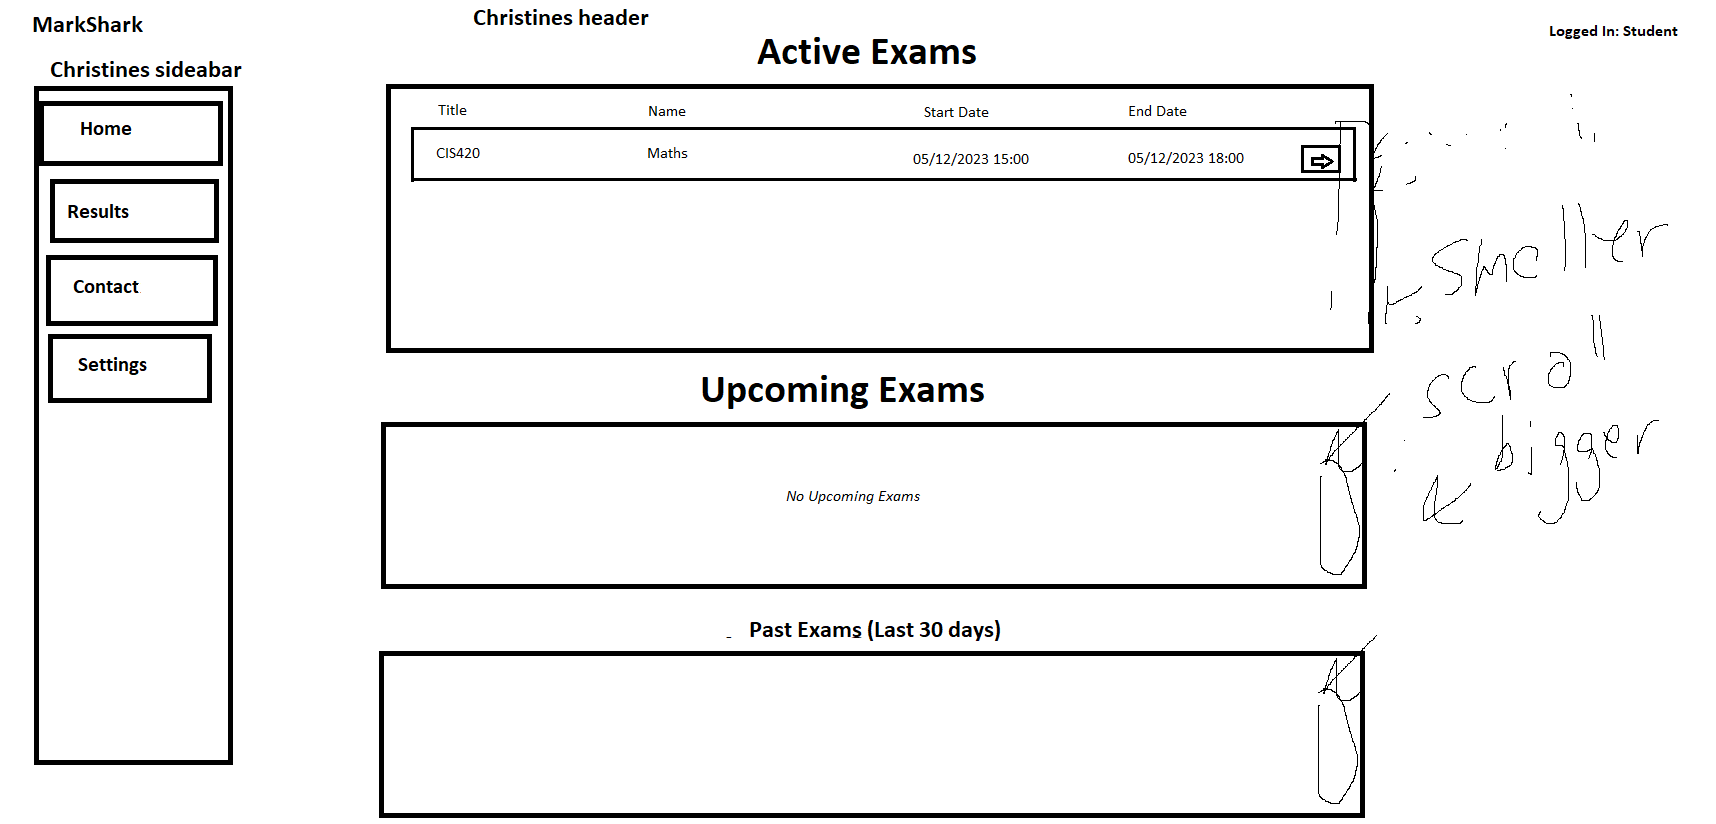 MarkShark
Christines header
Logged In: Student
Christines sideabar
Home
Results
Contact
Settings
Active Exams
Title Name Start Date End Date
CIS420 Maths 05/12/2023 15:00 05/12/2023 18:00
Smeller
scroll
bigger
Upcoming Exams
No Upcoming Exams
Past Exams (Last 30 days)